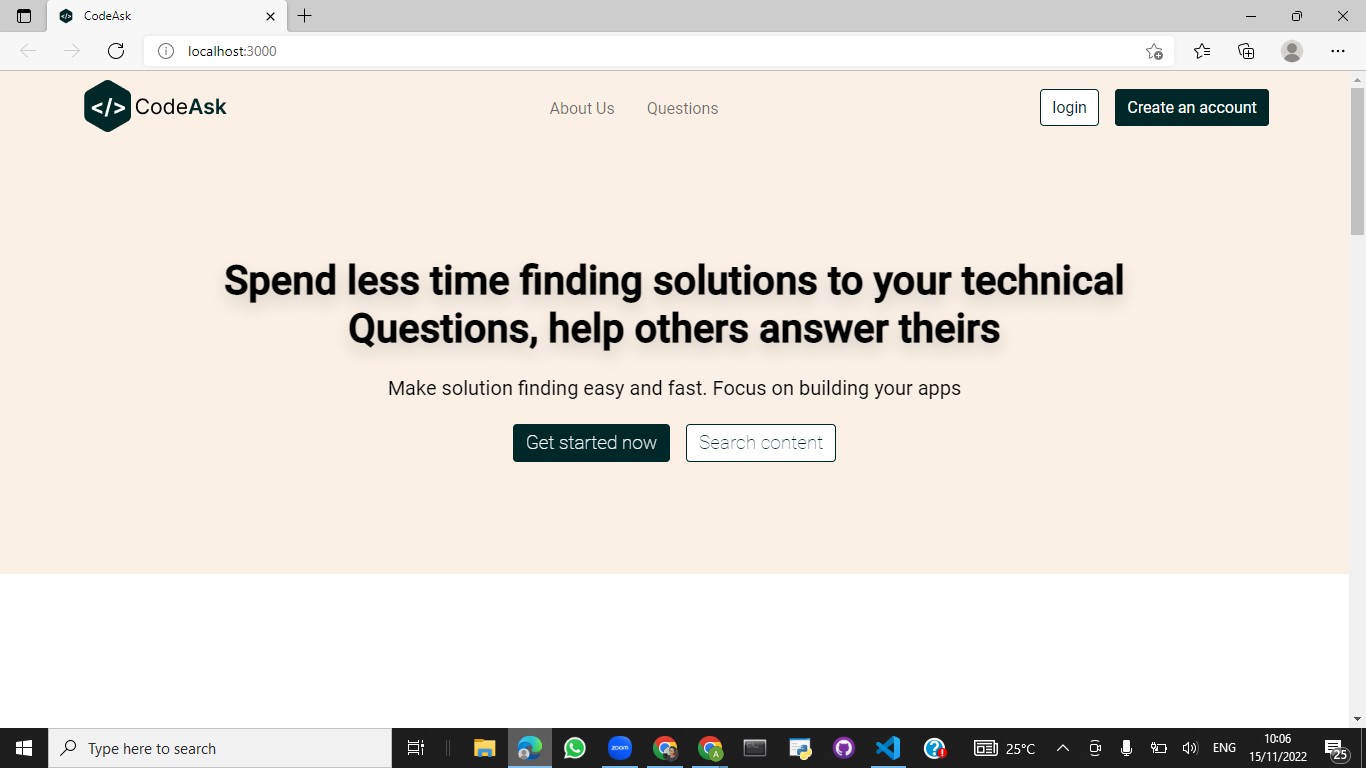 CodeAsk
localhost:3000
</> CodeAsk
About Us
Questions
login
Create an account
Spend less time finding solutions to your technical
Questions, help others answer theirs
Make solution finding easy and fast. Focus on building your apps
Get started now
Search content
Type here to search
zoom
A
25°C
ENG
10:06
15/11/2022
25